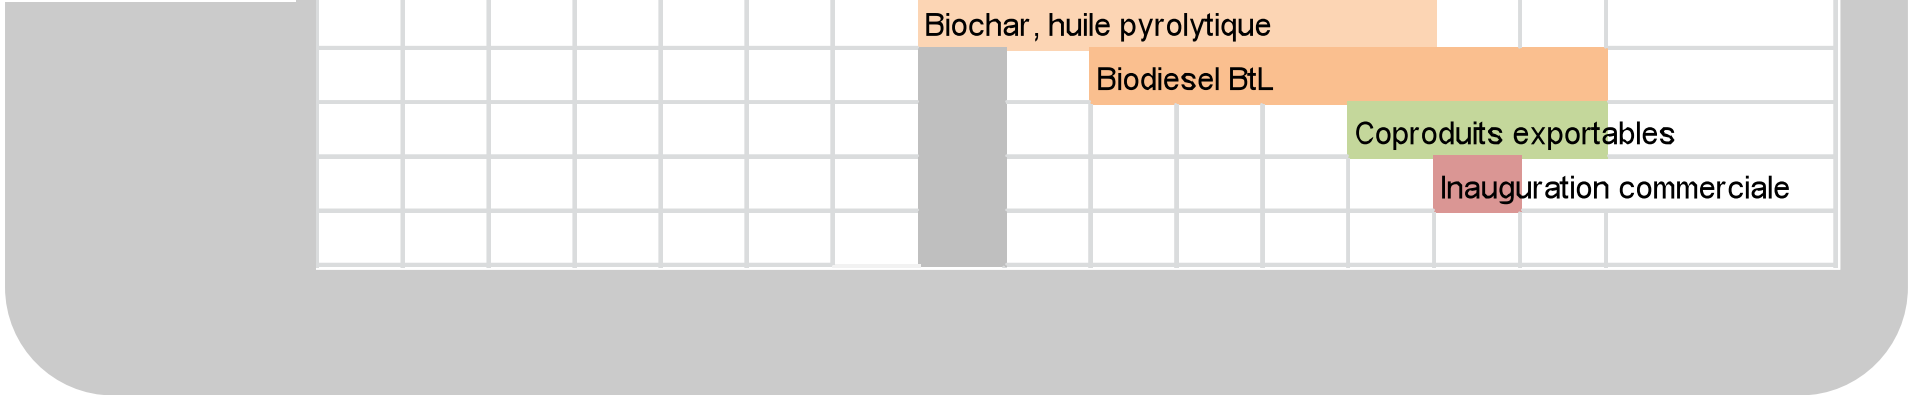 Biochar, huile pyrolytique
Biodiesel BtL
Coproduits exportables
Inauguration commerciale